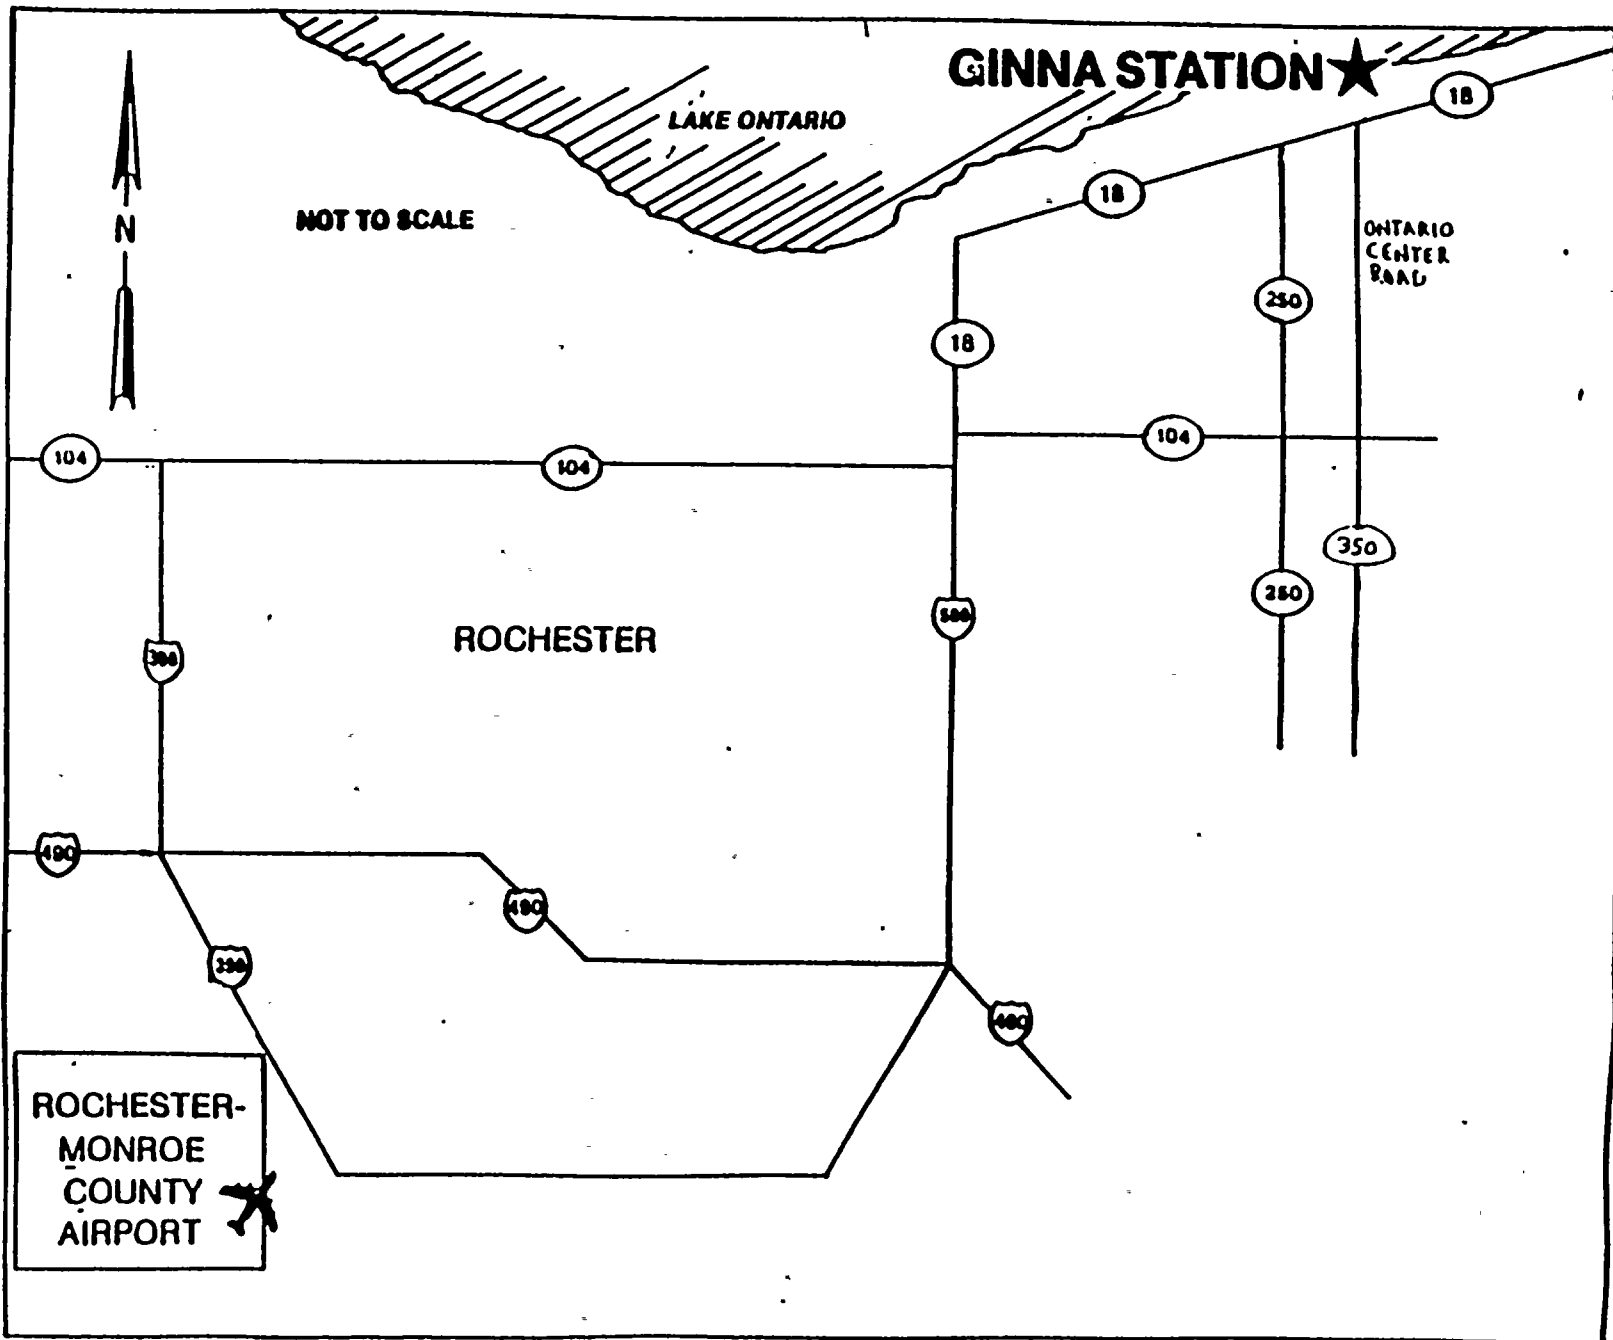 GINNA STATION
18
LAKE ONTARIO
18
N
NOT TO SCALE
ONTARIO
CENTER
ROAD
250
18
104
104
104
350
250
ROCHESTER
490
490
ROCHESTER-
MONROE
COUNTY
AIRPORT